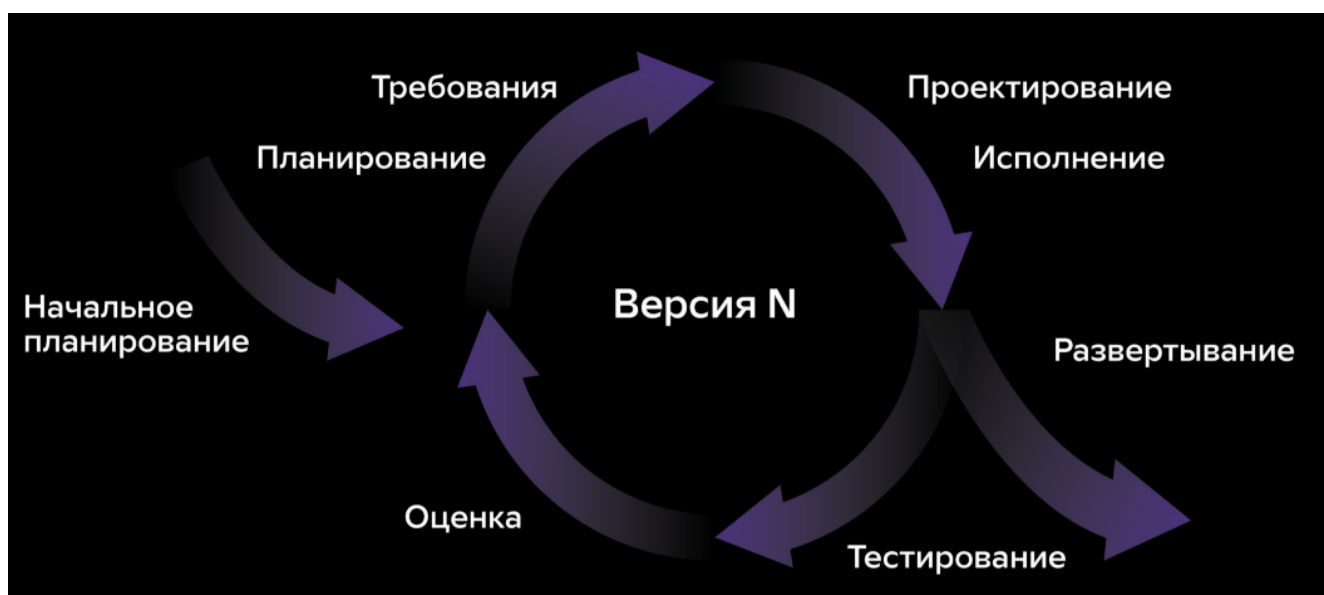 Требования
Проектирование
Планирование
Исполнение
Начальное
планирование
Версия N
Развертывание
Оценка
Тестирование